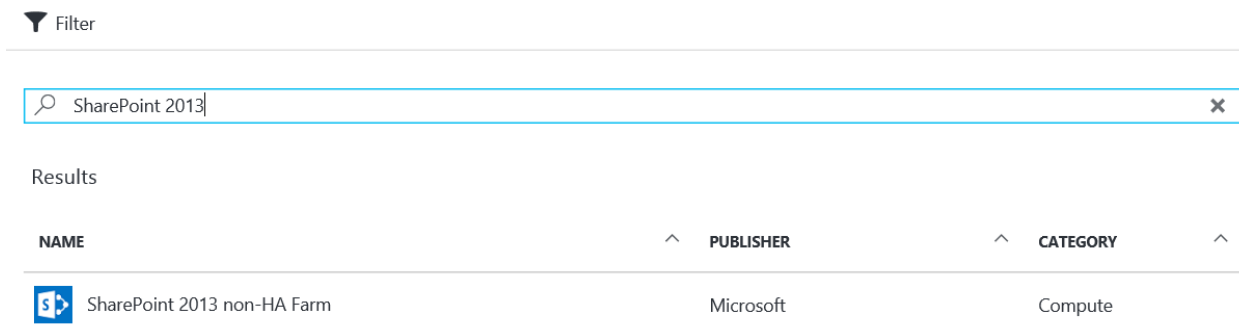 Filter
SharePoint 2013
Results
NAME PUBLISHER CATEGORY
S SharePoint 2013 non-HA Farm Microsoft Compute